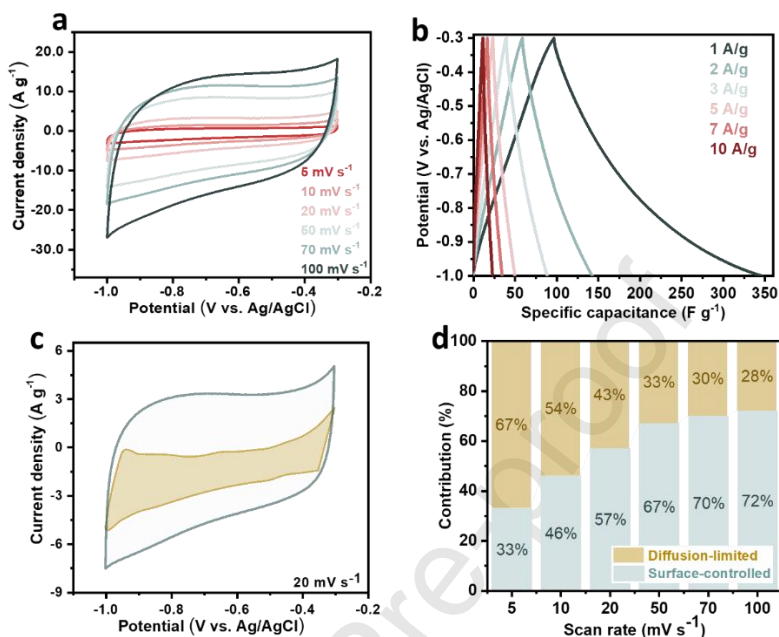 a
20.0
10.0
0.0
-10.0
-20.0
-30.0
Current density (A g⁻¹)
5 mV s⁻¹
10 mV s⁻¹
20 mV s⁻¹
50 mV s⁻¹
70 mV s⁻¹
100 mV s⁻¹
-1.0 -0.8 -0.6 -0.4 -0.2
Potential (V vs. Ag/AgCl)
b
-0.3
-0.4
-0.5
-0.6
-0.7
-0.8
-0.9
-1.0
Potential (V vs. Ag/AgCl)
1 A/g
2 A/g
3 A/g
5 A/g
7 A/g
10 A/g
0 50 100 150 200 250 300 350
Specific capacitance (F g⁻¹)
c
6
3
0
-3
-6
-9
Current density (A g⁻¹)
20 mV s⁻¹
-1.0 -0.8 -0.6 -0.4 -0.2
Potential (V vs. Ag/AgCl)
d
100
80
60
40
20
0
Contribution (%)
67% 54% 43% 33% 30% 28%
33% 46% 57% 67% 70% 72%
Diffusion-limited
Surface-controlled
5 10 20 50 70 100
Scan rate (mV s⁻¹)
re-proof